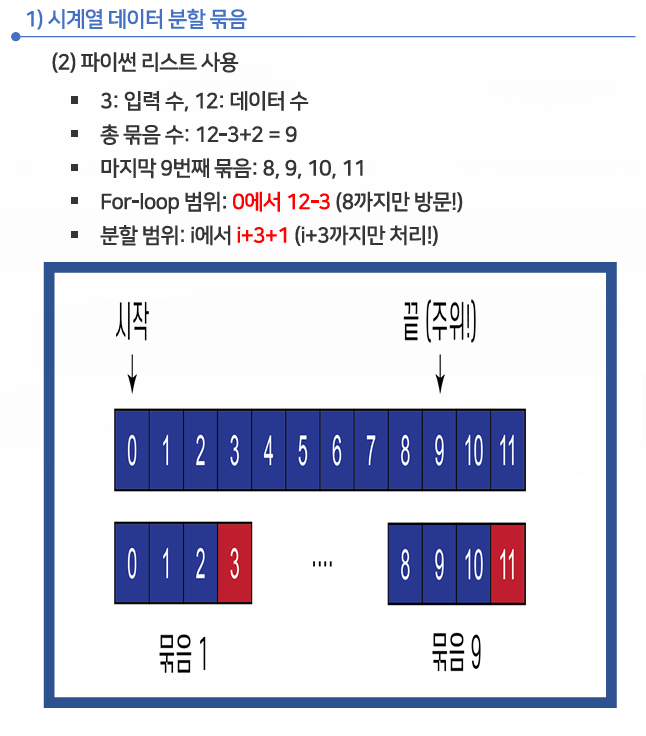 1) 시계열 데이터 분할 묶음
(2) 파이썬 리스트 사용
▪ 3: 입력 수, 12: 데이터 수
▪ 총 묶음 수: 12-3+2 = 9
▪ 마지막 9번째 묶음: 8, 9, 10, 11
▪ For-loop 범위: 0에서 12-3 (8까지만 방문!)
▪ 분할 범위: i에서 i+3+1 (i+3까지만 처리!)
시작 끝 (주위!)
0 1 2 3 4 5 6 7 8 9 10 11
0 1 2 3 .... 8 9 10 11
묶음 1 묶음 9